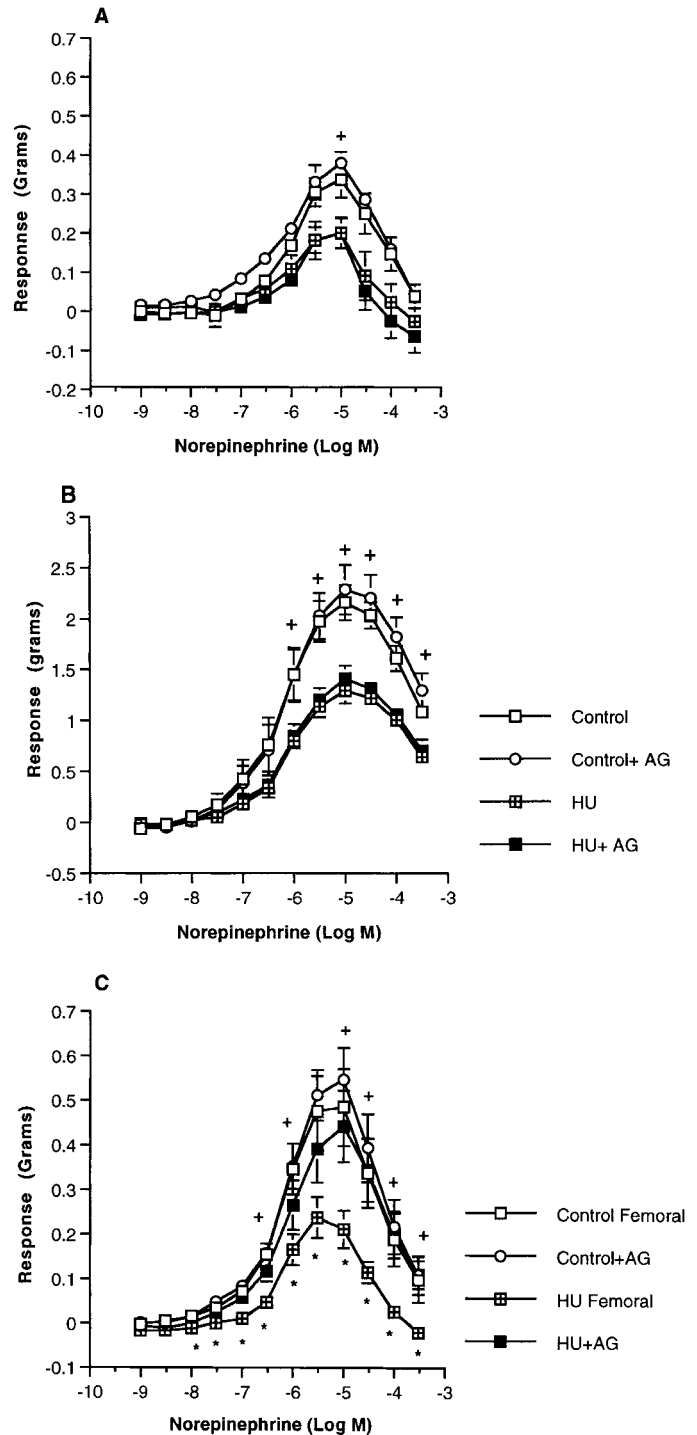 A
0.7
0.6
0.5
0.4
0.3
0.2
0.1
0
-0.1
-0.2
Responnse (Grams)
+
-10 -9 -8 -7 -6 -5 -4 -3
Norepinephrine (Log M)
B
3
2.5
2
1.5
1
0.5
0
-0.5
Response (grams)
+ + + + + +
-10 -9 -8 -7 -6 -5 -4 -3
Norepinephrine (Log M)
Control
Control+ AG
HU
HU+ AG
C
0.7
0.6
0.5
0.4
0.3
0.2
0.1
0
-0.1
Response (Grams)
+ + + + + +
* * * * * * * * * *
-10 -9 -8 -7 -6 -5 -4 -3
Norepinephrine (Log M)
Control Femoral
Control+AG
HU Femoral
HU+AG